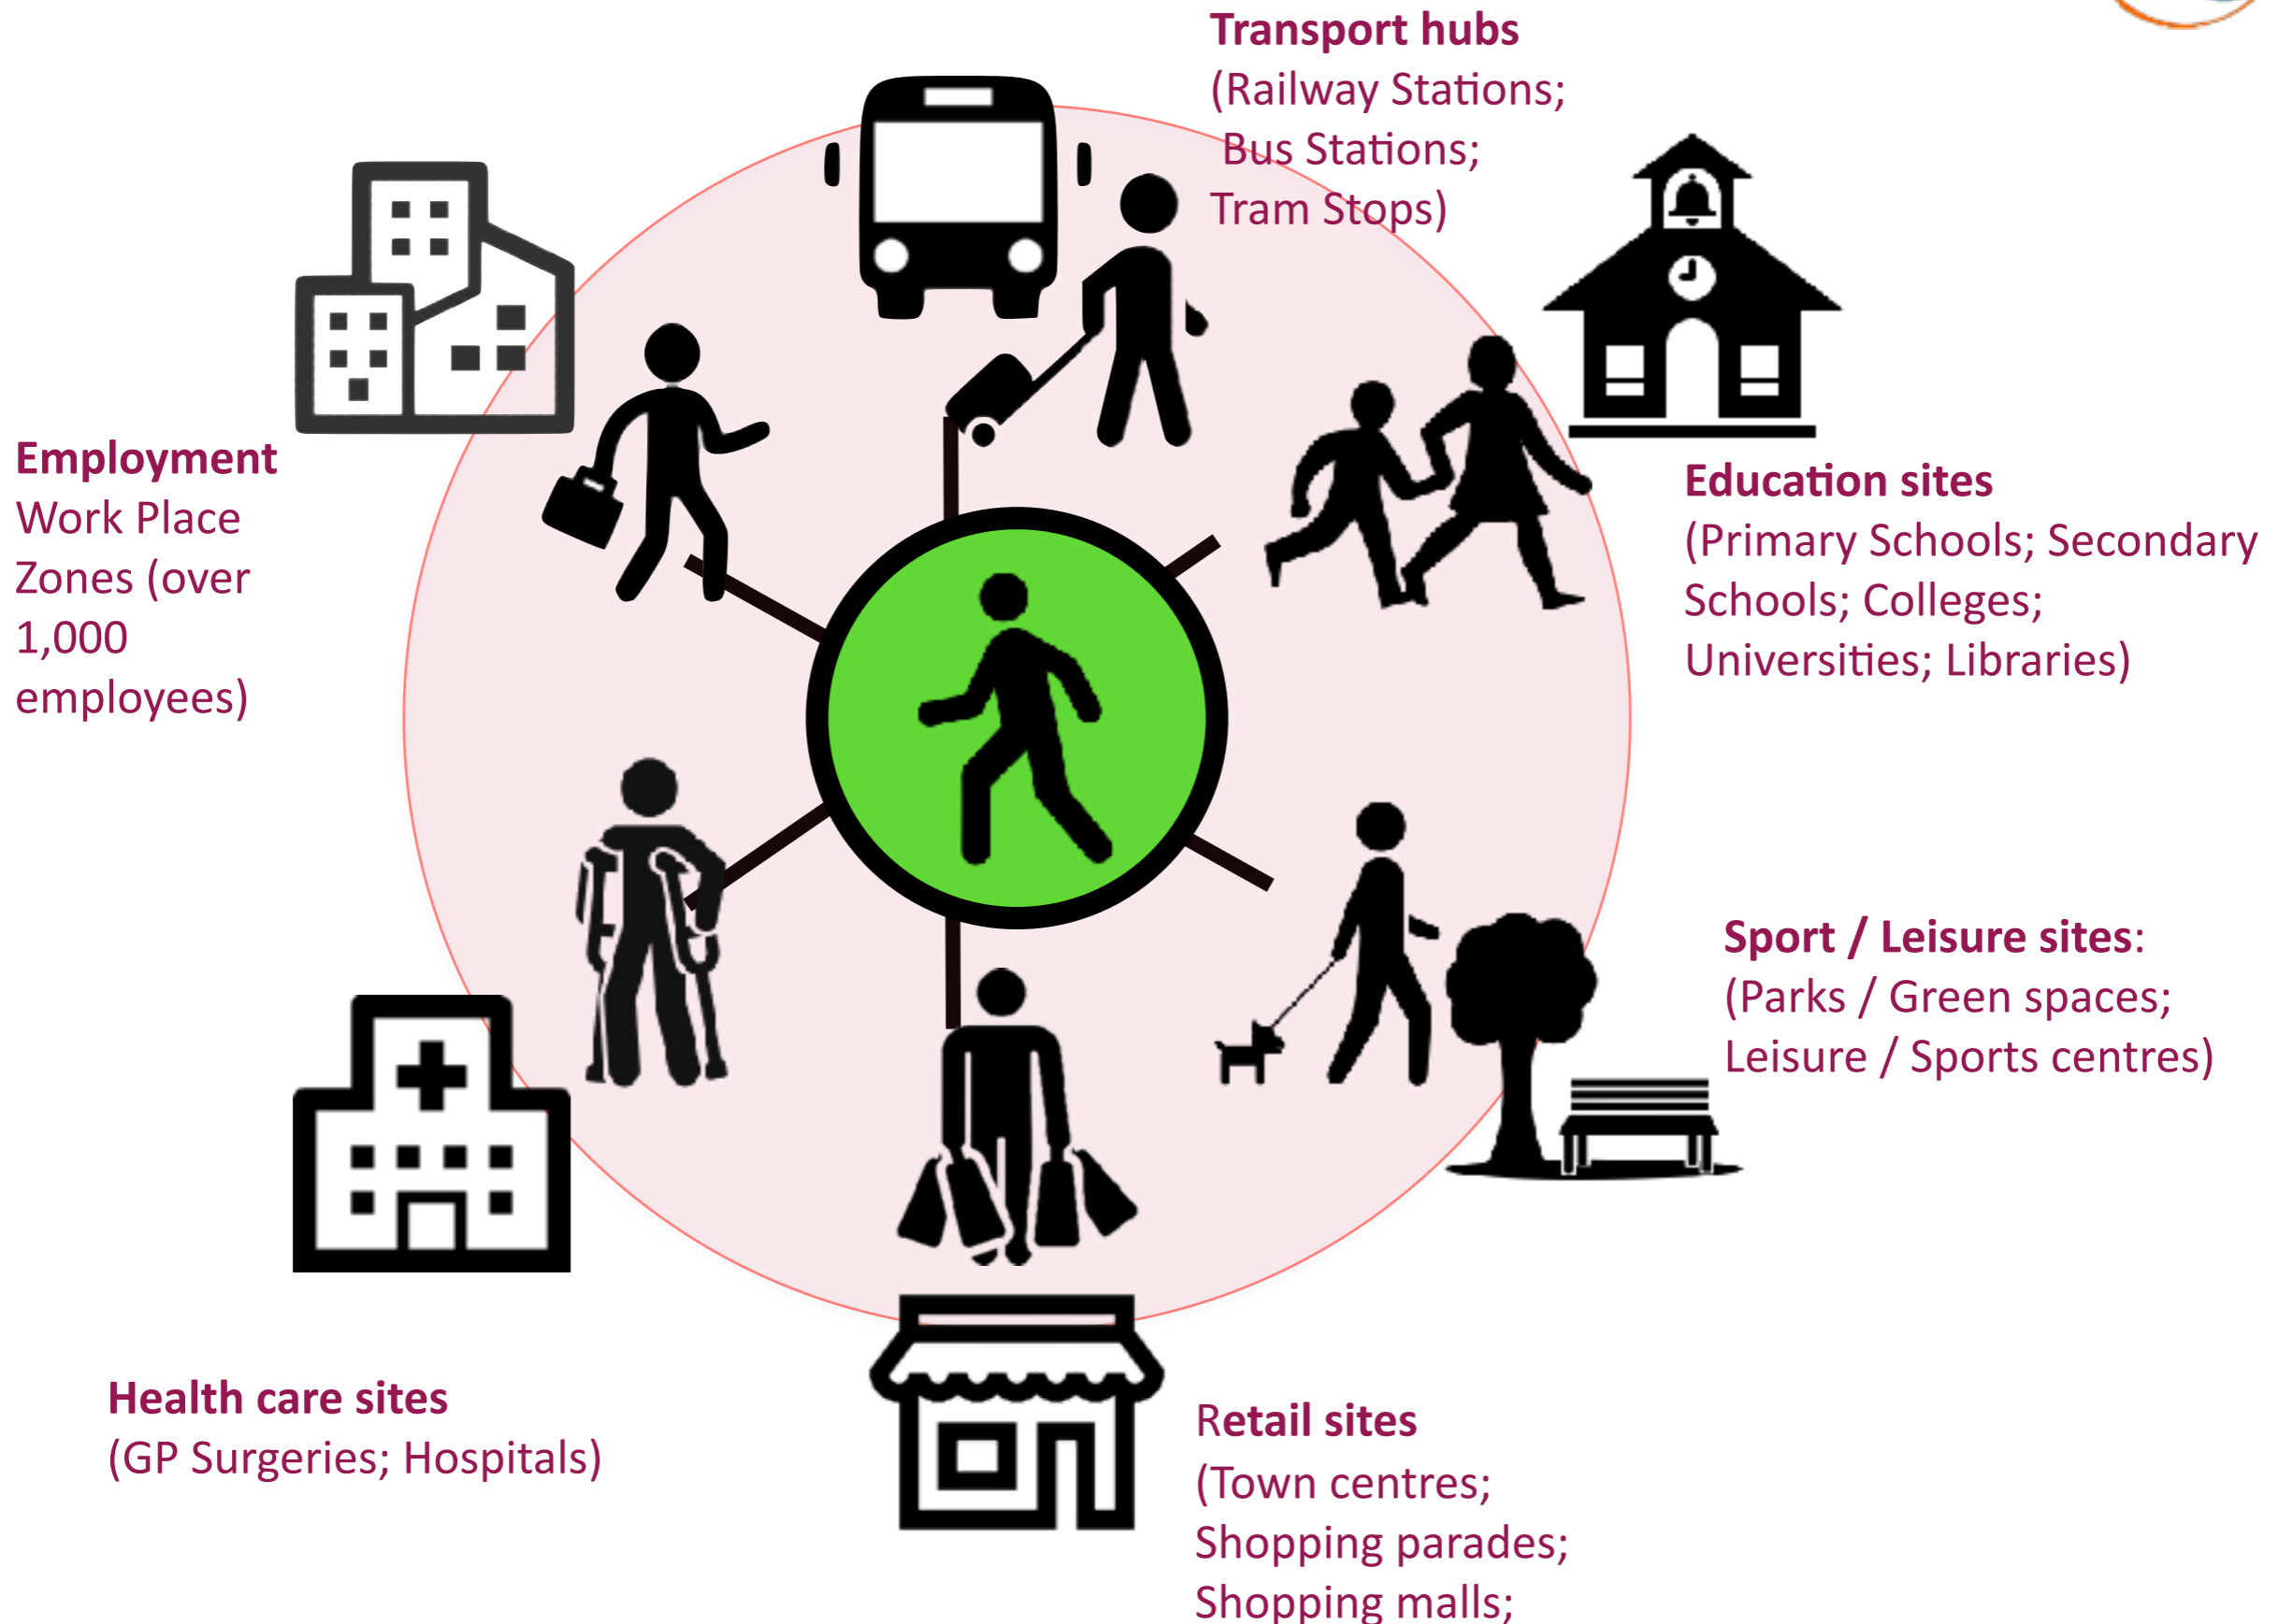 Transport hubs
(Railway Stations;
Bus Stations;
Tram Stops)
Employment
Work Place
Zones (over
1,000
employees)
Education sites
(Primary Schools; Secondary
Schools; Colleges;
Universities; Libraries)
Sport / Leisure sites:
(Parks / Green spaces;
Leisure / Sports centres)
Health care sites
(GP Surgeries; Hospitals)
Retail sites
(Town centres;
Shopping parades;
Shopping malls;